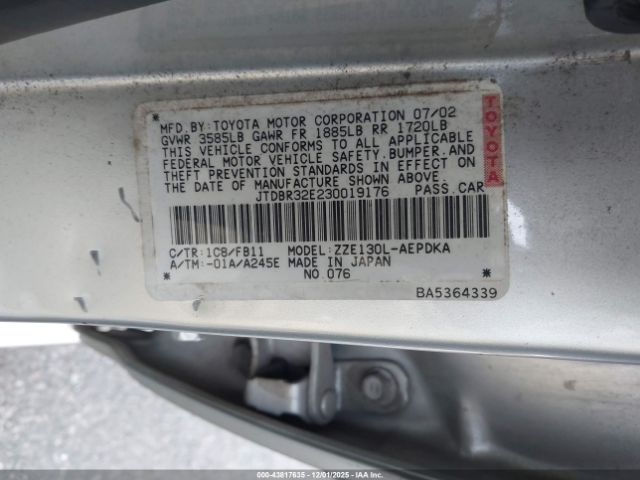 MFD.BY:TOYOTA MOTOR CORPORATION 07/02
GVWR 3585LB GAWR FR 1885LB RR 1720LB
THIS VEHICLE CONFORMS TO ALL APPLICABLE
FEDERAL MOTOR VEHICLE SAFETY, BUMPER, AND
THEFT PREVENTION STANDARDS IN EFFECT ON
THE DATE OF MANUFACTURE SHOWN ABOVE.
JTDBR32E230019176 PASS. CAR
C/TR:1C8/FB11 MODEL:ZZE130L-AEPDKA
A/TM:-01A/A245E MADE IN JAPAN
* NO.076 *
BA5364339
TOYOTA
000-43817635 - 12/01/2025 - IAAI.COM